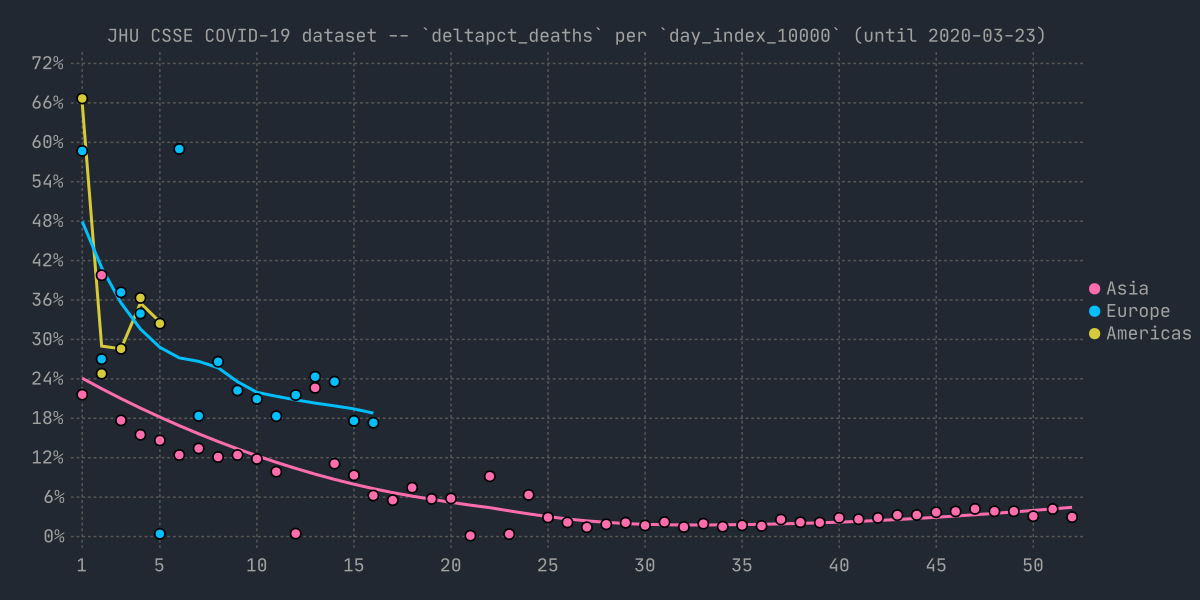 JHU CSSE COVID-19 dataset -- `deltapct_deaths` per `day_index_10000` (until 2020-03-23)
72%
66%
60%
54%
48%
42%
36%
30%
24%
18%
12%
6%
0%
1 5 10 15 20 25 30 35 40 45 50
Asia
Europe
Americas